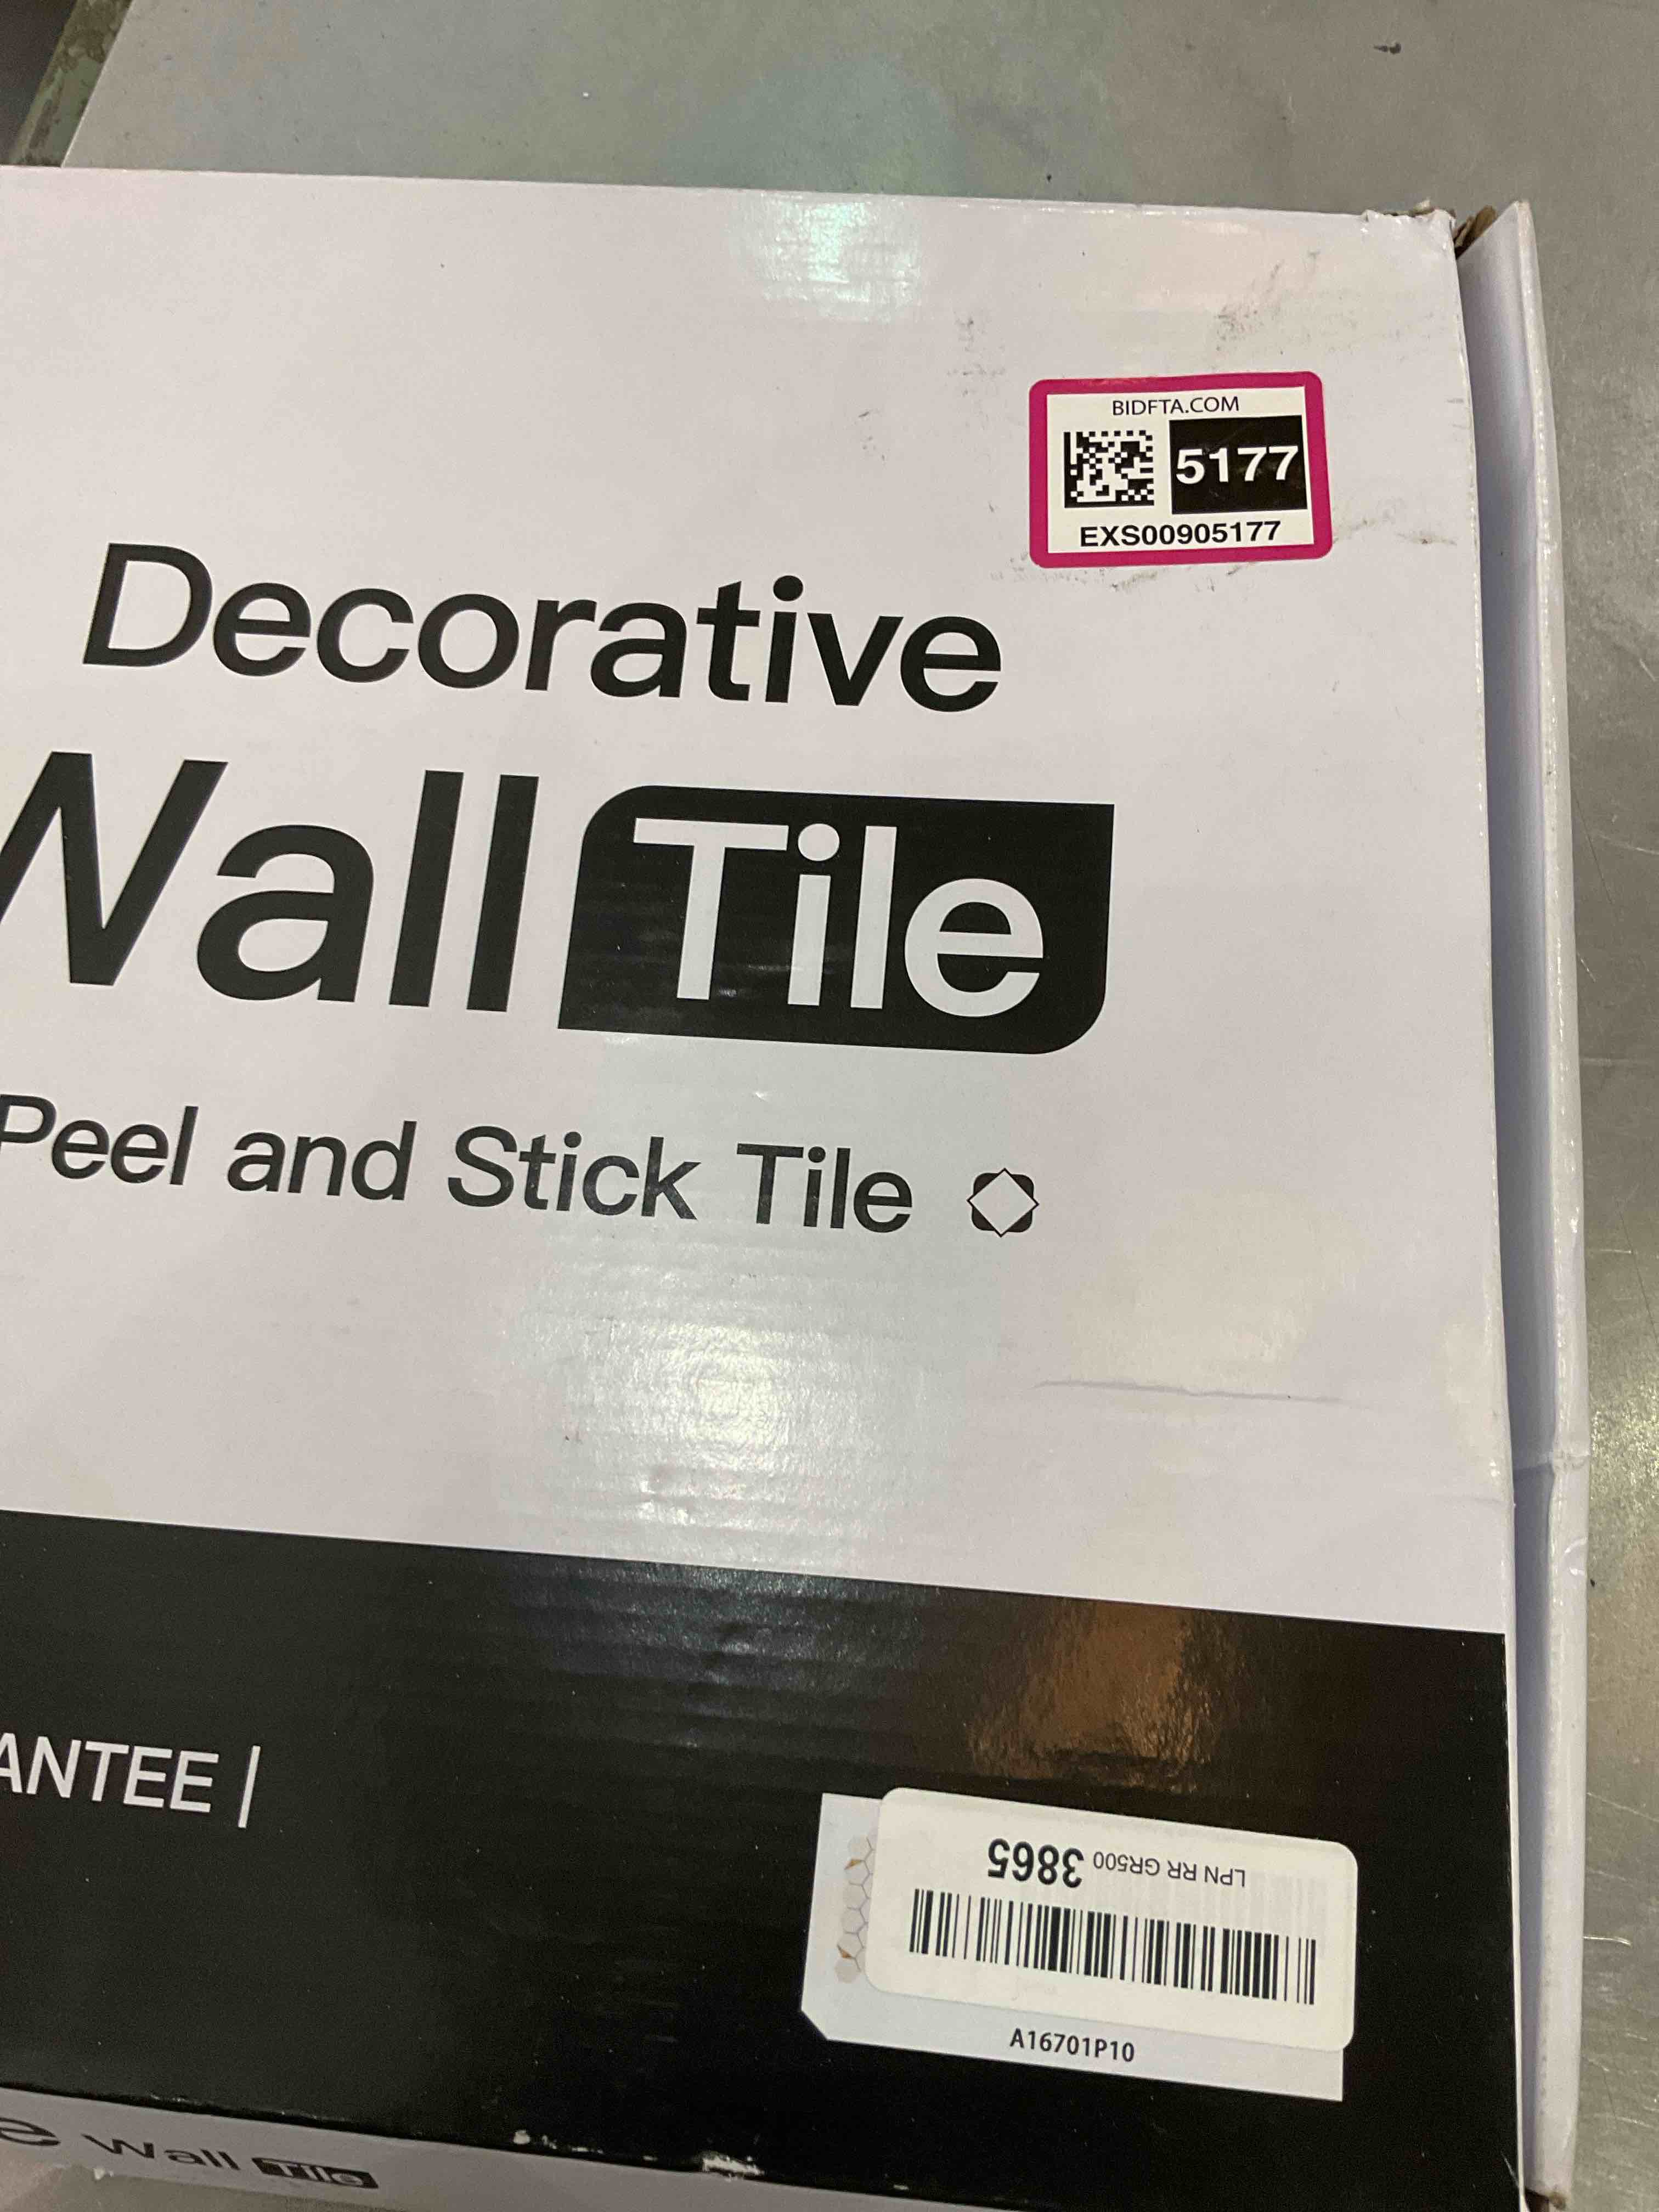 BIDFTA.COM
5177
EXS00905177
Decorative
Wall Tile
Peel and Stick Tile
ANTEE |
LPN RR GR500 3865
A16701P10
e Wall Tile